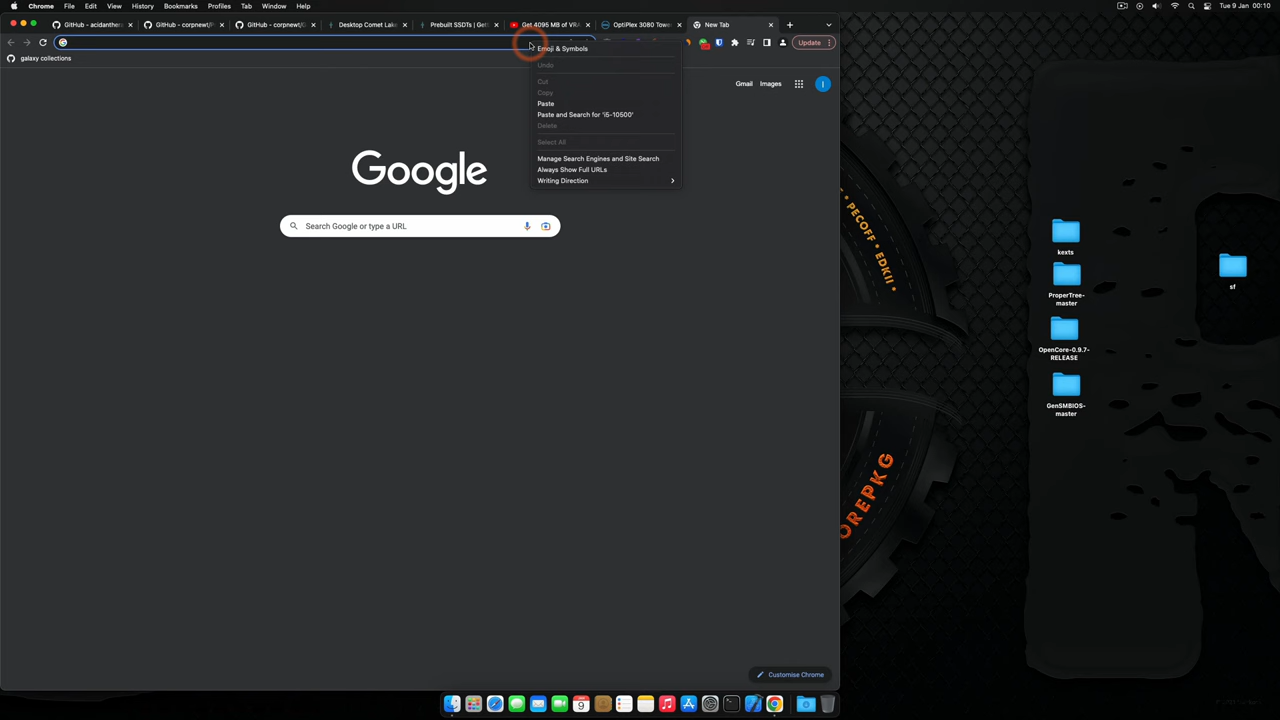 Chrome File Edit View History Bookmarks Profiles Tab Window Help
Tue 9 Jan 00:10
GitHub - acidanthera
GitHub - corpnewt/P
GitHub - corpnewt/G
Desktop Comet Lake
Prebuilt SSDTs | Gett
Get 4095 MB of VRA
OptiPlex 3080 Tower
New Tab
Update
galaxy collections
Emoji & Symbols
Undo
Cut
Copy
Paste
Paste and Search for 'i5-10500'
Delete
Select All
Manage Search Engines and Site Search
Always Show Full URLs
Writing Direction
Gmail Images
I
Google
Search Google or type a URL
Customise Chrome
PECOFF • EDKII •
OREPKG
kexts
ProperTree-
master
OpenCore-0.9.7-
RELEASE
GenSMBIOS-
master
sf
9